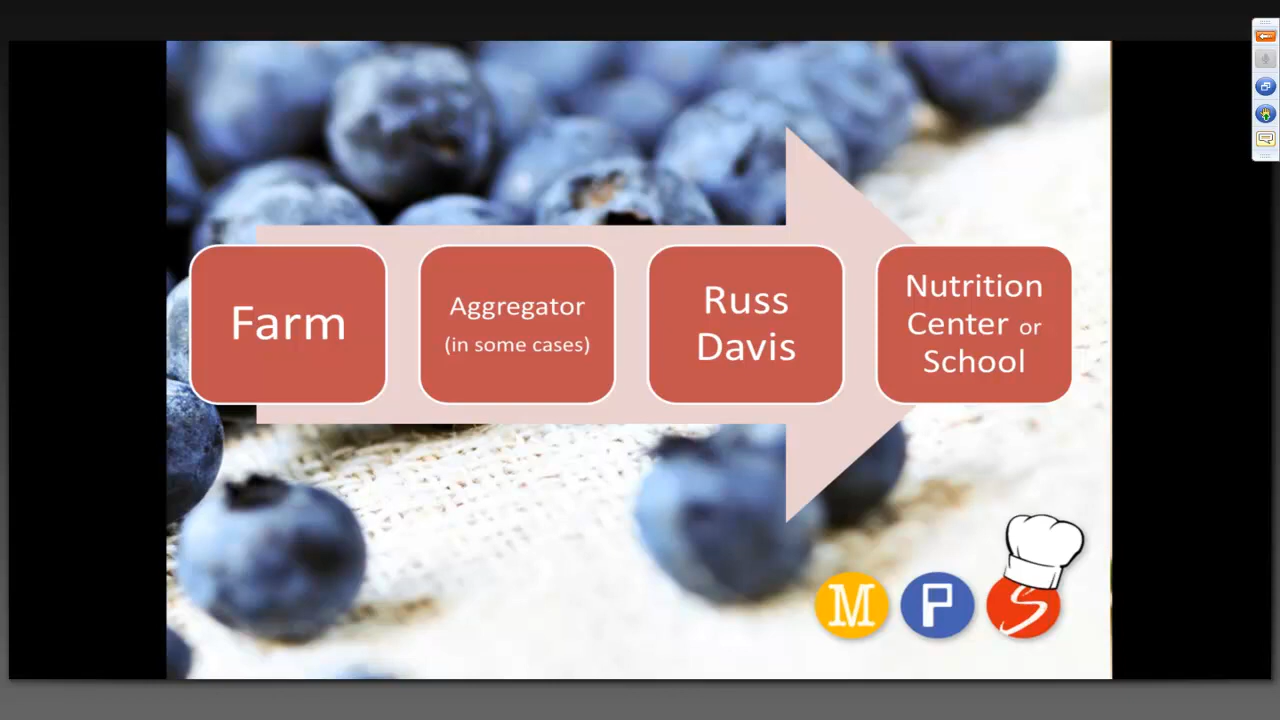 Farm
Aggregator
(in some cases)
Russ
Davis
Nutrition
Center or
School
M P S